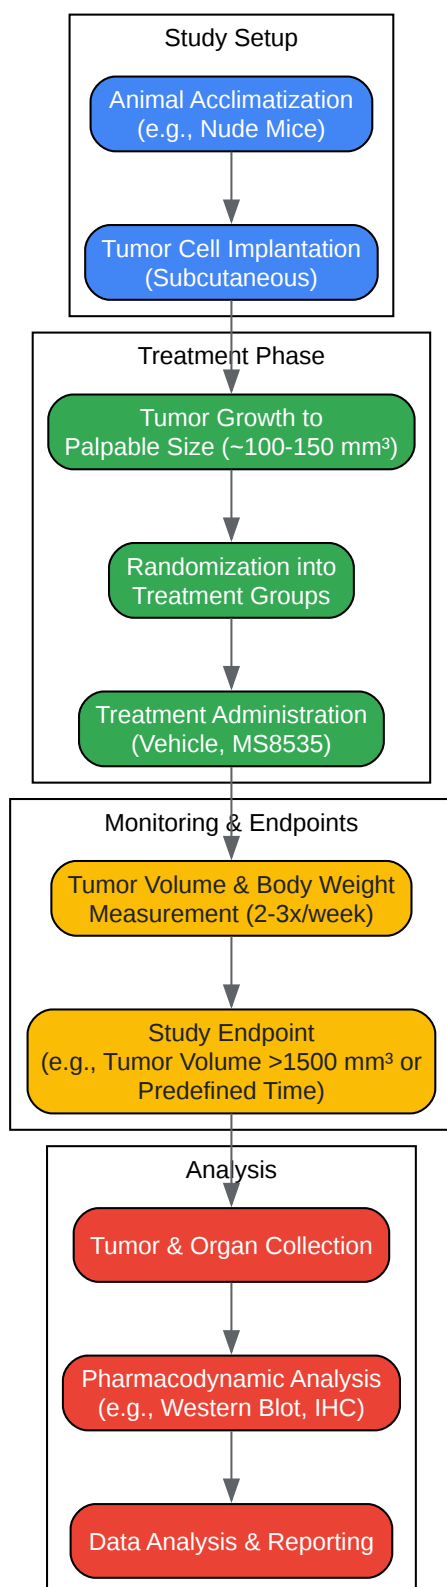 Study Setup
Animal Acclimatization
(e.g., Nude Mice)
Tumor Cell Implantation
(Subcutaneous)
Treatment Phase
Tumor Growth to
Palpable Size (~100-150 mm³)
Randomization into
Treatment Groups
Treatment Administration
(Vehicle, MS8535)
Monitoring & Endpoints
Tumor Volume & Body Weight
Measurement (2-3x/week)
Study Endpoint
(e.g., Tumor Volume >1500 mm³ or
Predefined Time)
Analysis
Tumor & Organ Collection
Pharmacodynamic Analysis
(e.g., Western Blot, IHC)
Data Analysis & Reporting